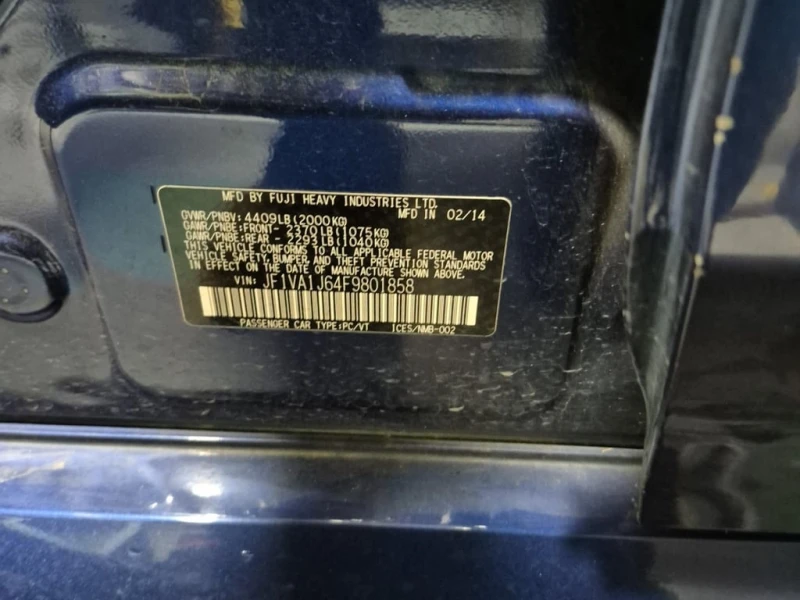 MFD BY FUJI HEAVY INDUSTRIES LTD.
GVWR/PNBV: 4409LB(2000KG) MFD IN 02/14
GAWR/PNBE:FRONT- 2370LB(1075KG)
GAWR/PNBE:REAR - 2293LB(1040KG)
THIS VEHICLE CONFORMS TO ALL APPLICABLE FEDERAL MOTOR
VEHICLE SAFETY, BUMPER, AND THEFT PREVENTION STANDARDS
IN EFFECT ON THE DATE OF MANUFACTURE SHOWN ABOVE.
VIN: JF1VA1J64F9801858
PASSENGER CAR TYPE:PC/VT ICES/NMB-002